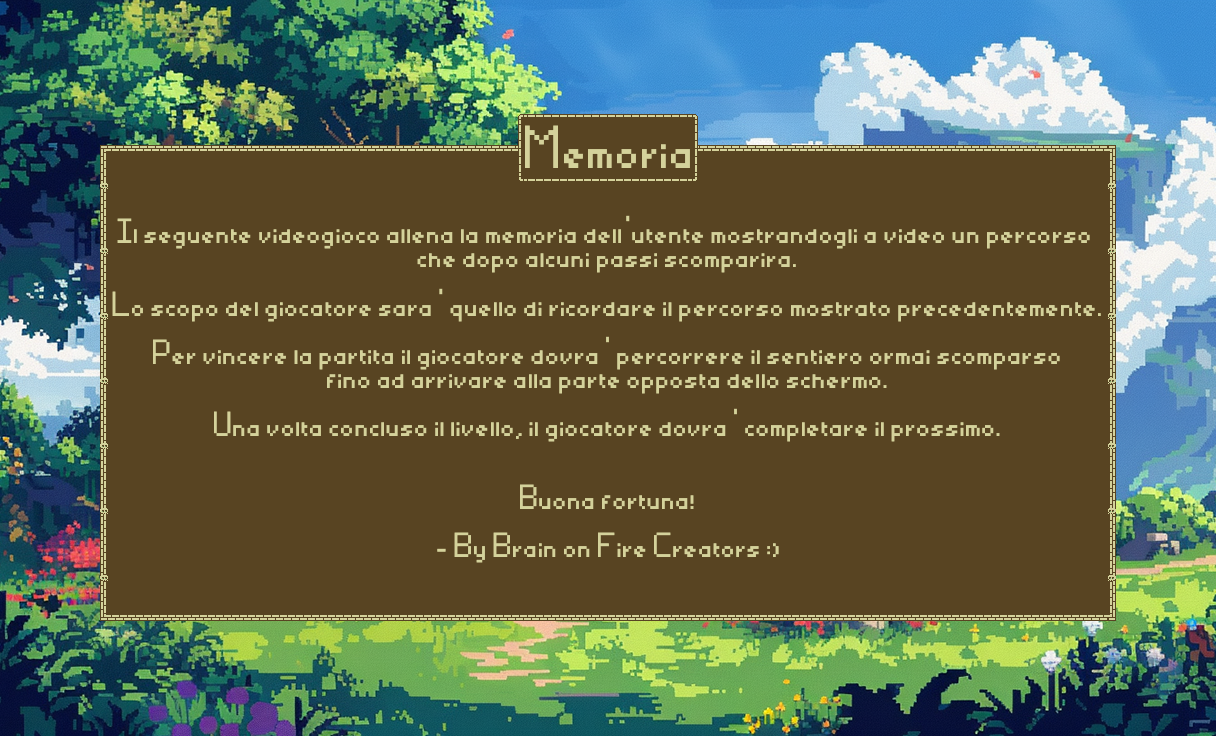 Memoria
Il seguente videogioco allena la memoria dell'utente mostrandogli a video un percorso
che dopo alcuni passi scomparira.
Lo scopo del giocatore sara ' quello di ricordare il percorso mostrato precedentemente.
Per vincere la partita il giocatore dovra ' percorrere il sentiero ormai scomparso
fino ad arrivare alla parte opposta dello schermo.
Una volta concluso il livello, il giocatore dovra ' completare il prossimo.
Buona fortuna!
- By Brain on Fire Creators :)